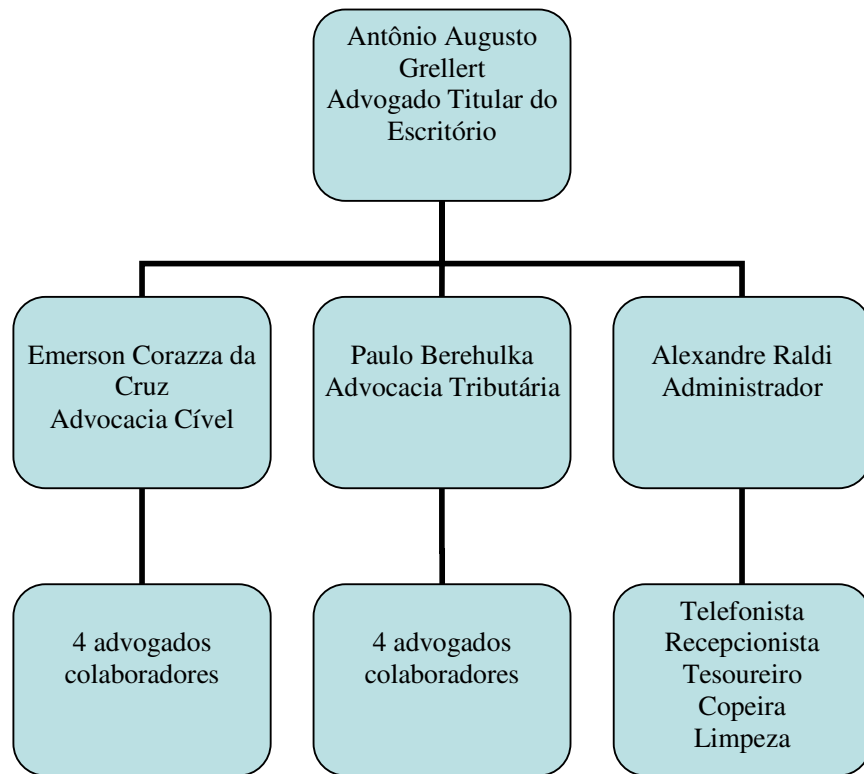 Antônio Augusto
Grellert
Advogado Titular do
Escritório
Emerson Corazza da
Cruz
Advocacia Cível
Paulo Berehulka
Advocacia Tributária
Alexandre Raldi
Administrador
4 advogados
colaboradores
4 advogados
colaboradores
Telefonista
Recepcionista
Tesoureiro
Copeira
Limpeza